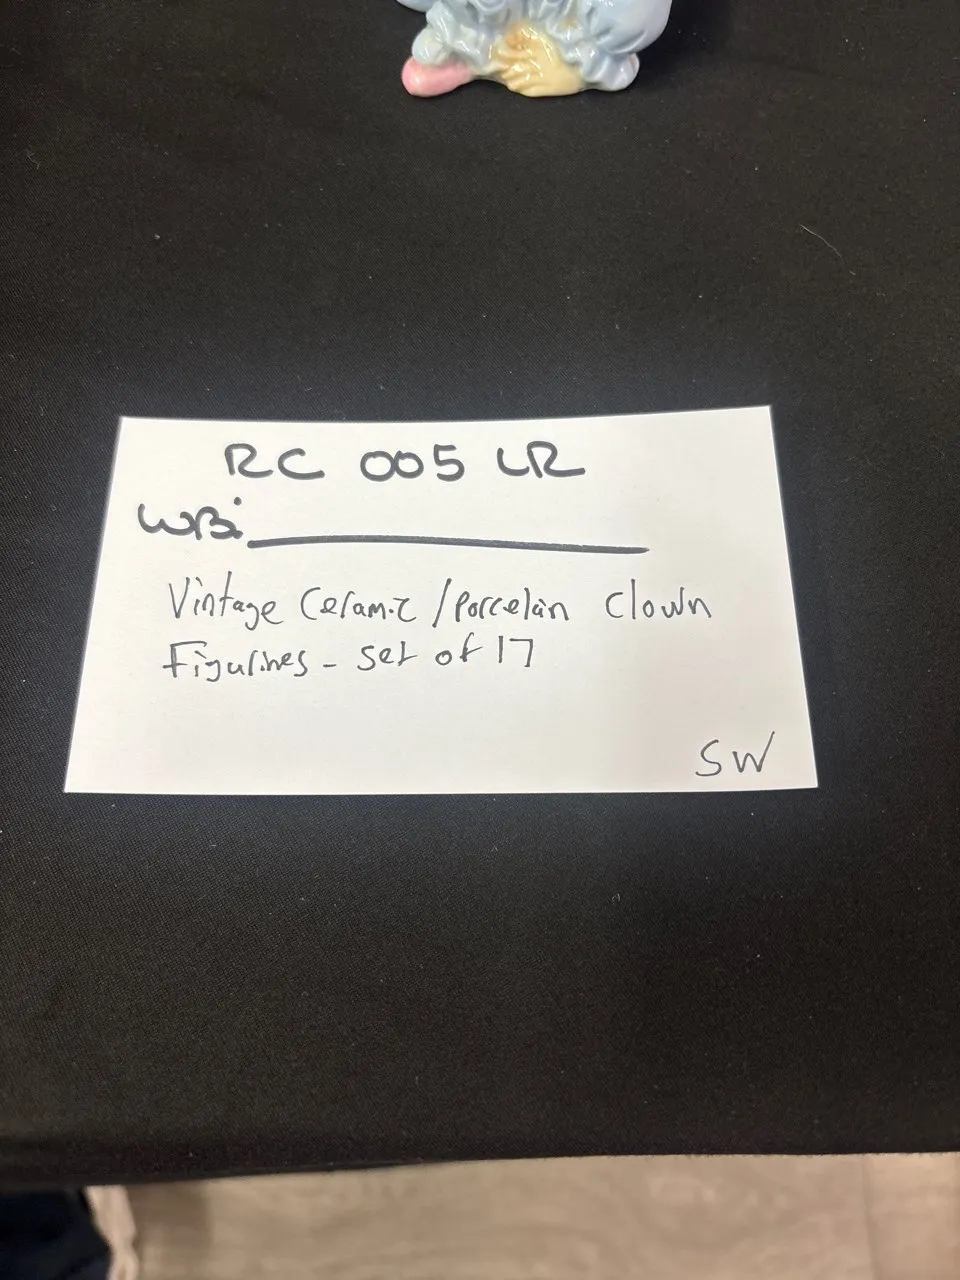 RC 005 LR
WB:
Vintage Ceramic / Porcelain Clown
Figurines - set of 17
SW